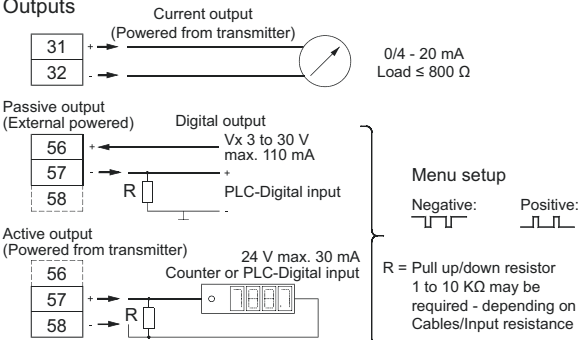 Outputs
Current output
(Powered from transmitter)
31 + 
32 - 
0/4 - 20 mA
Load ≤ 800 Ω
Passive output
(External powered)
Digital output
56 +
57 -
58
Vx 3 to 30 V
max. 110 mA
+
R
PLC-Digital input
-
Menu setup
Negative:
Positive:
Active output
(Powered from transmitter)
24 V max. 30 mA
Counter or PLC-Digital input
56
57 +
58 -
R
R = Pull up/down resistor
1 to 10 KΩ may be
required - depending on
Cables/Input resistance